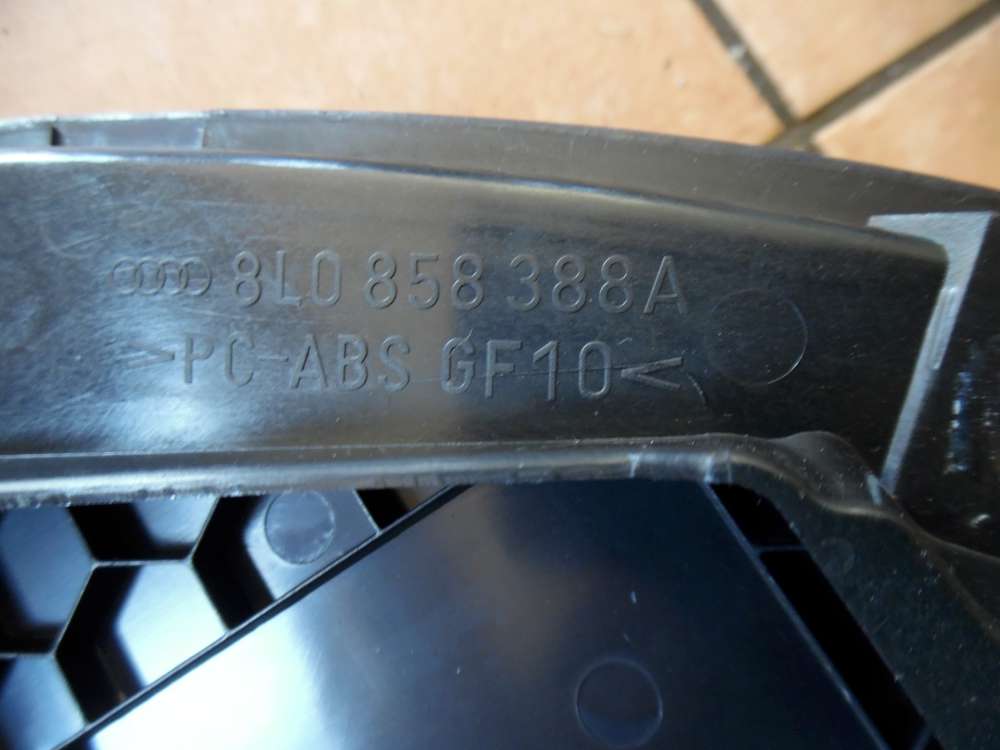 8L0 858 388A
>PC-ABS GF10<